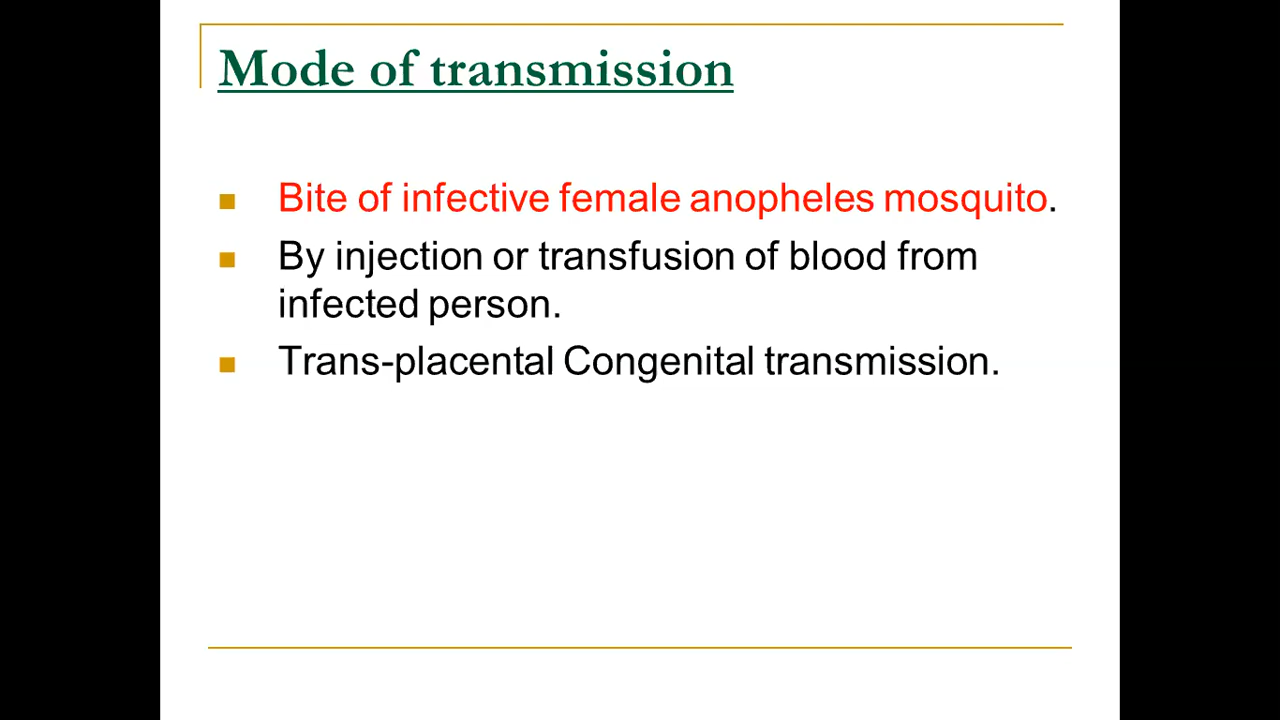 Mode of transmission
Bite of infective female anopheles mosquito.
By injection or transfusion of blood from
infected person.
Trans-placental Congenital transmission.